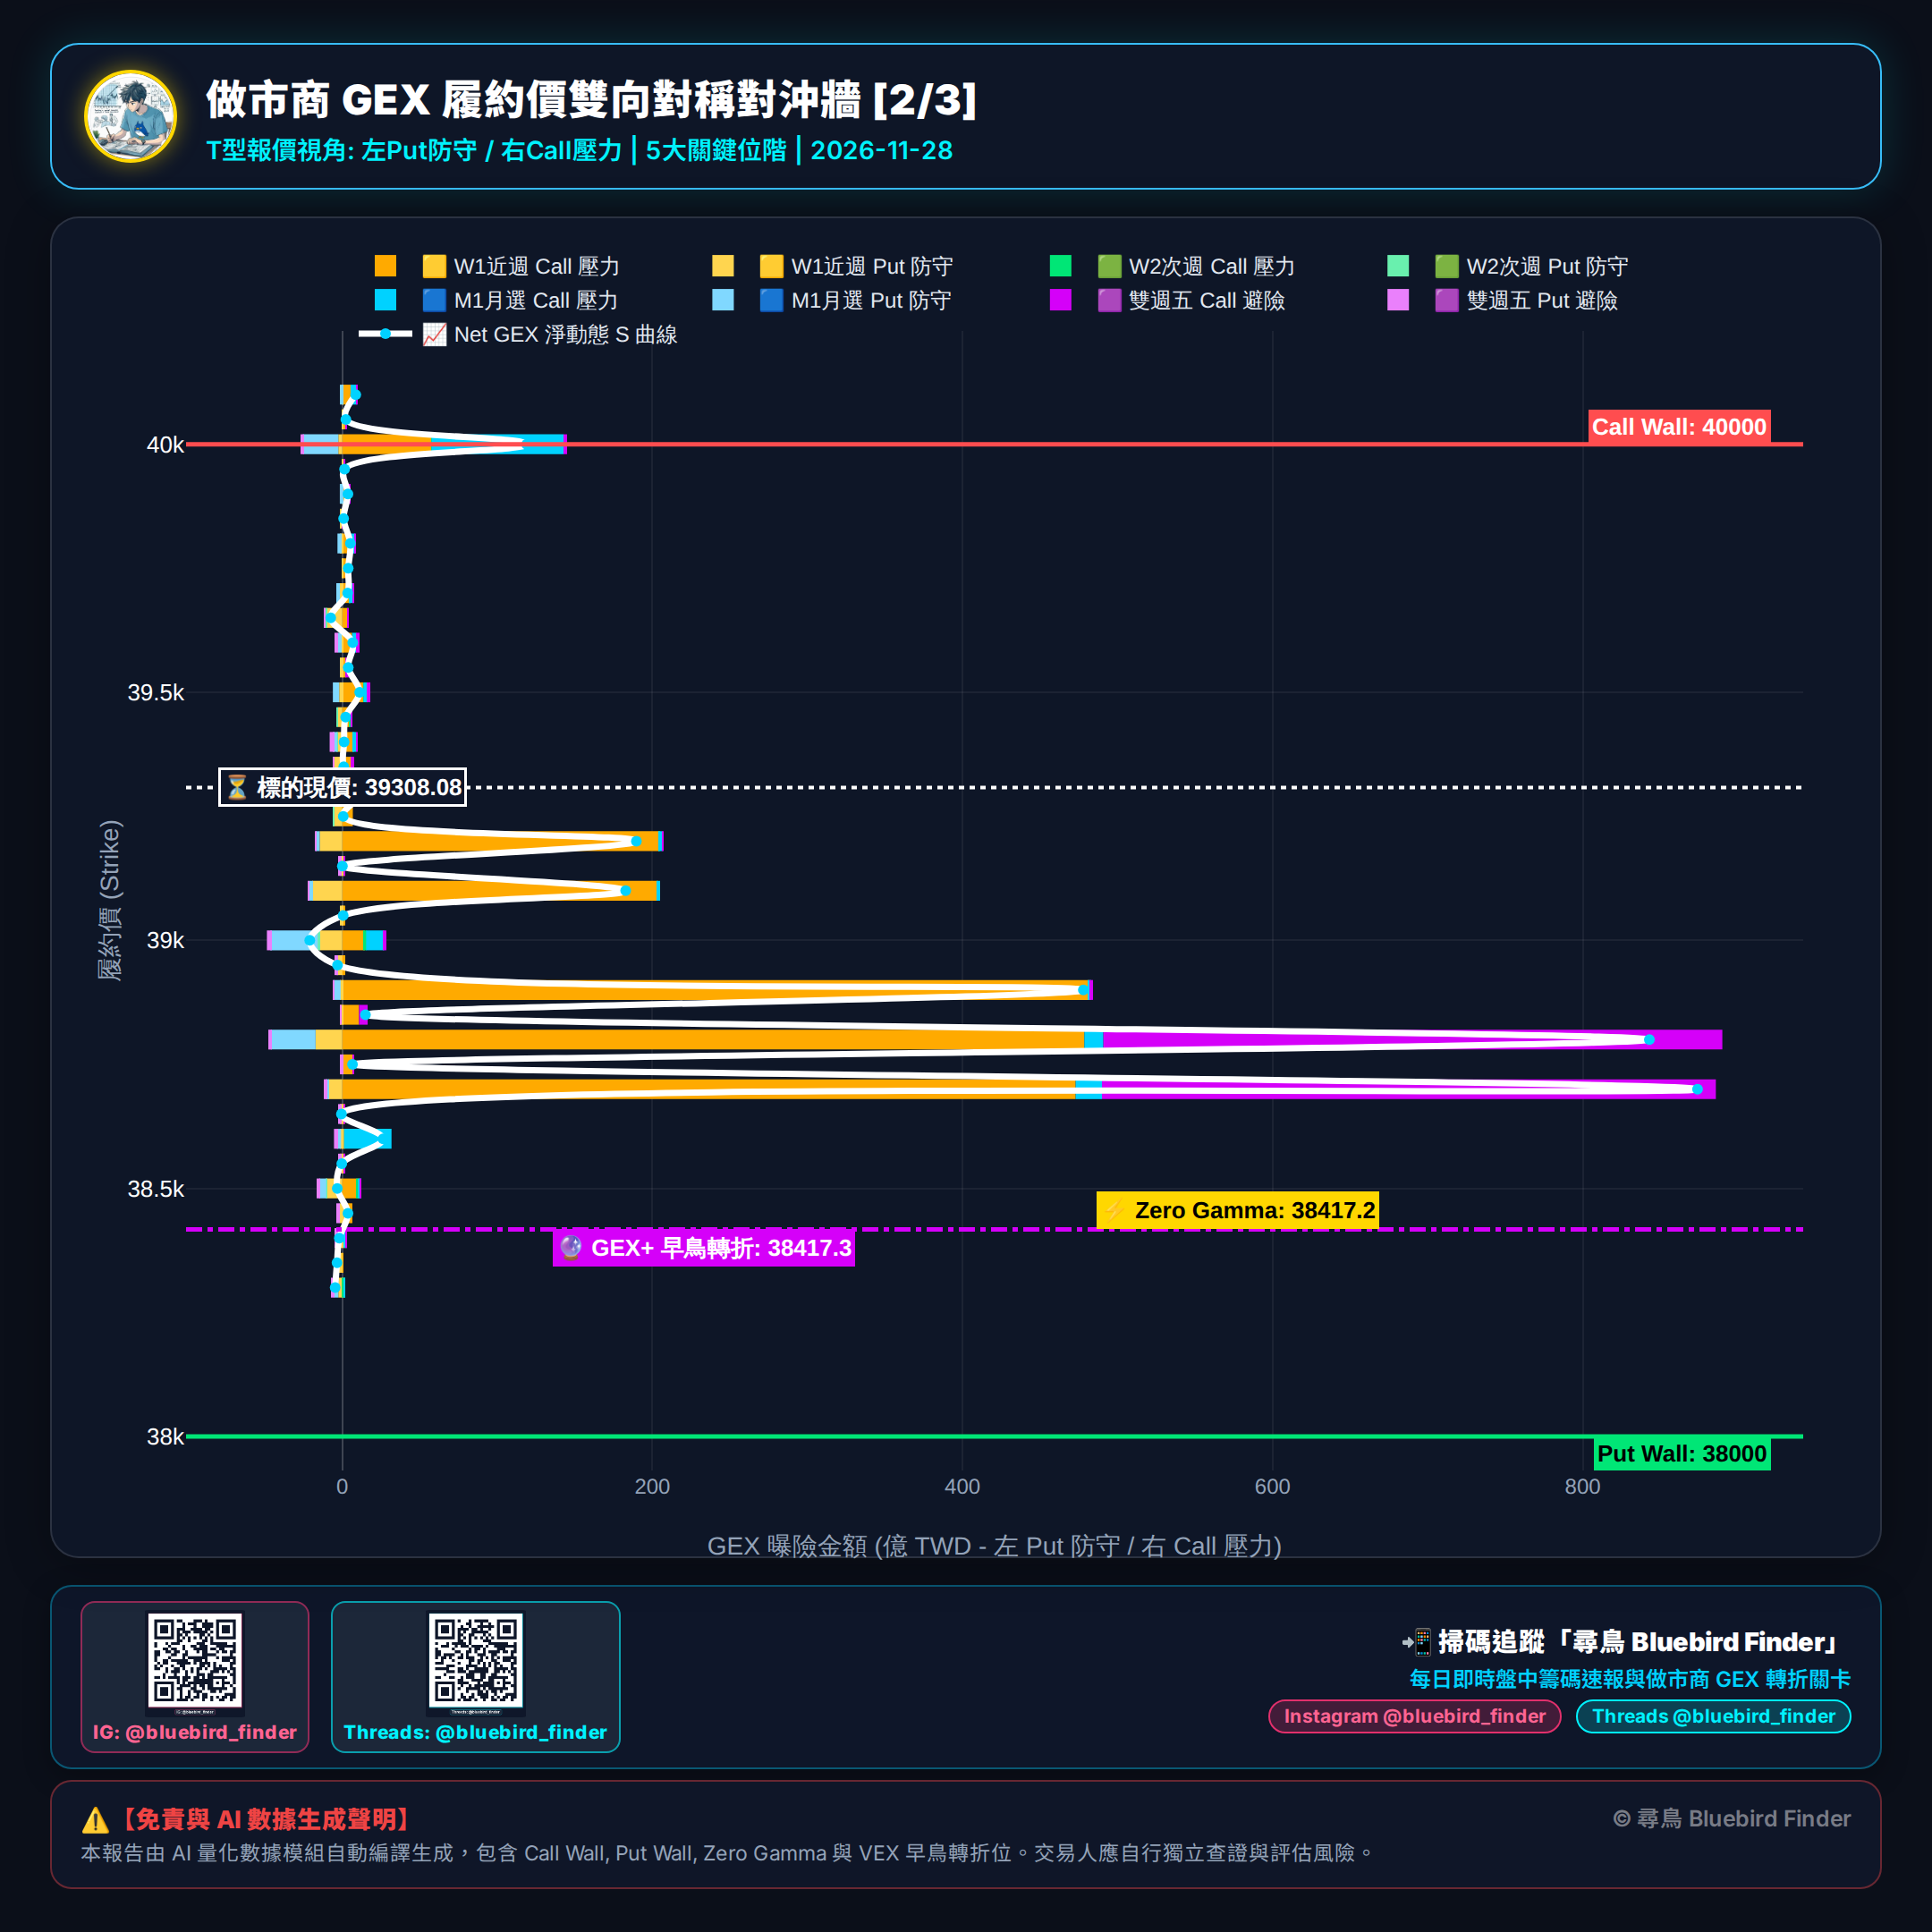 做市商 GEX 履約價雙向對稱對沖牆 [2/3]
T型報價視角: 左Put防守 / 右Call壓力 | 5大關鍵位階 | 2026-11-28
W1近週 Call 壓力
W1近週 Put 防守
W2次週 Call 壓力
W2次週 Put 防守
M1月選 Call 壓力
M1月選 Put 防守
雙週五 Call 避險
雙週五 Put 避險
Net GEX 淨動態 S 曲線
Call Wall: 40000
40k
39.5k
⏳ 標的現價: 39308.08
履約價 (Strike)
39k
38.5k
⚡ Zero Gamma: 38417.2
🔮 GEX+ 早鳥轉折: 38417.3
38k
Put Wall: 38000
0
200
400
600
800
GEX 曝險金額 (億 TWD - 左 Put 防守 / 右 Call 壓力)
IG: @bluebird_finder
Threads: @bluebird_finder
IG: @bluebird_finder
Threads: @bluebird_finder
📲 掃碼追蹤「尋鳥 Bluebird Finder」
每日即時盤中籌碼速報與做市商 GEX 轉折關卡
Instagram @bluebird_finder
Threads @bluebird_finder
⚠️【免責與 AI 數據生成聲明】
© 尋鳥 Bluebird Finder
本報告由 AI 量化數據模組自動編譯生成，包含 Call Wall, Put Wall, Zero Gamma 與 VEX 早鳥轉折位。交易人應自行獨立查證與評估風險。